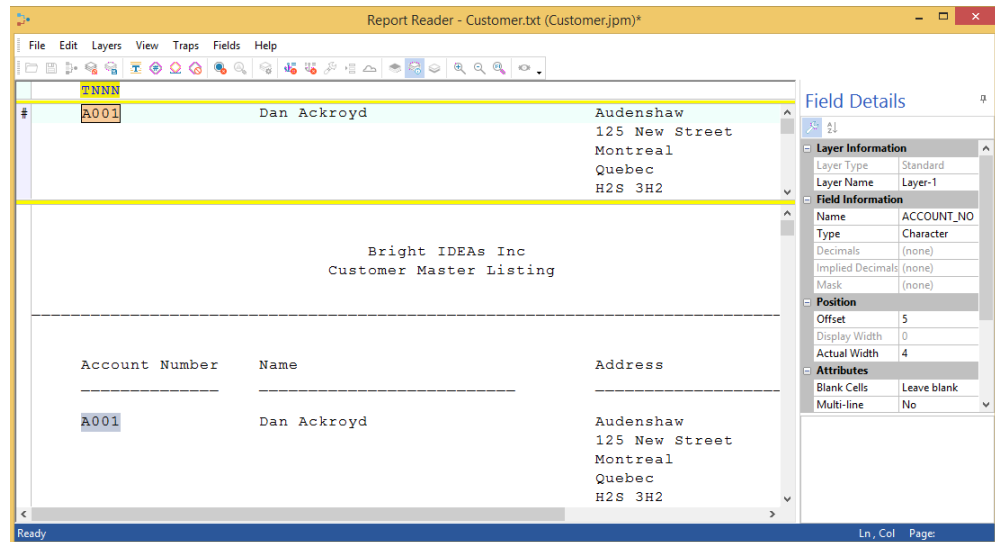 Report Reader - Customer.txt (Customer.jpm)*
File Edit Layers View Traps Fields Help
TNNN
# A001 Dan Ackroyd Audenshaw
125 New Street
Montreal
Quebec
H2S 3H2
Bright IDEAs Inc
Customer Master Listing
Account Number Name Address
A001 Dan Ackroyd Audenshaw
125 New Street
Montreal
Quebec
H2S 3H2
Field Details
Layer Information
Layer Type Standard
Layer Name Layer-1
Field Information
Name ACCOUNT_NO
Type Character
Decimals (none)
Implied Decimals (none)
Mask (none)
Position
Offset 5
Display Width 0
Actual Width 4
Attributes
Blank Cells Leave blank
Multi-line No
Ready Ln , Col Page: